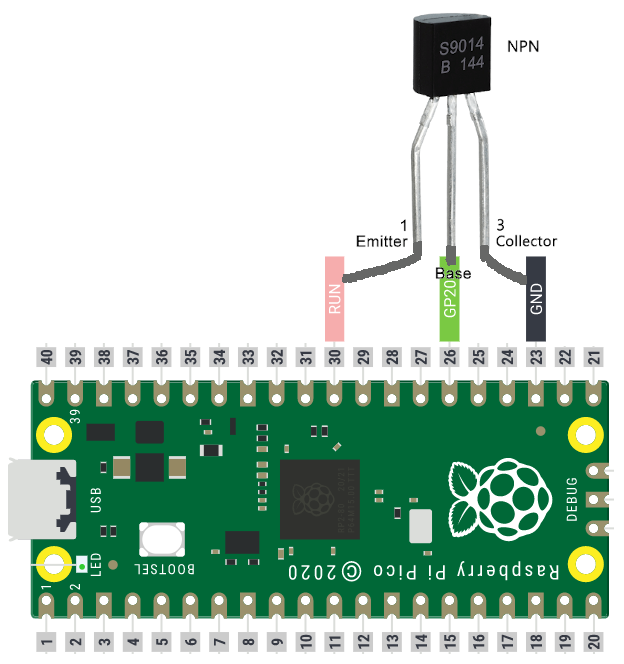 S9014
B 144
NPN
1
Emitter
3
Collector
Base
RUN
GP20
GND
40 39 38 37 36 35 34 33 32 31 30 29 28 27 26 25 24 23 22 21
39
USB
DEBUG
LED
BOOTSEL
Raspberry Pi Pico © 2020
1
2
1 2 3 4 5 6 7 8 9 10 11 12 13 14 15 16 17 18 19 20